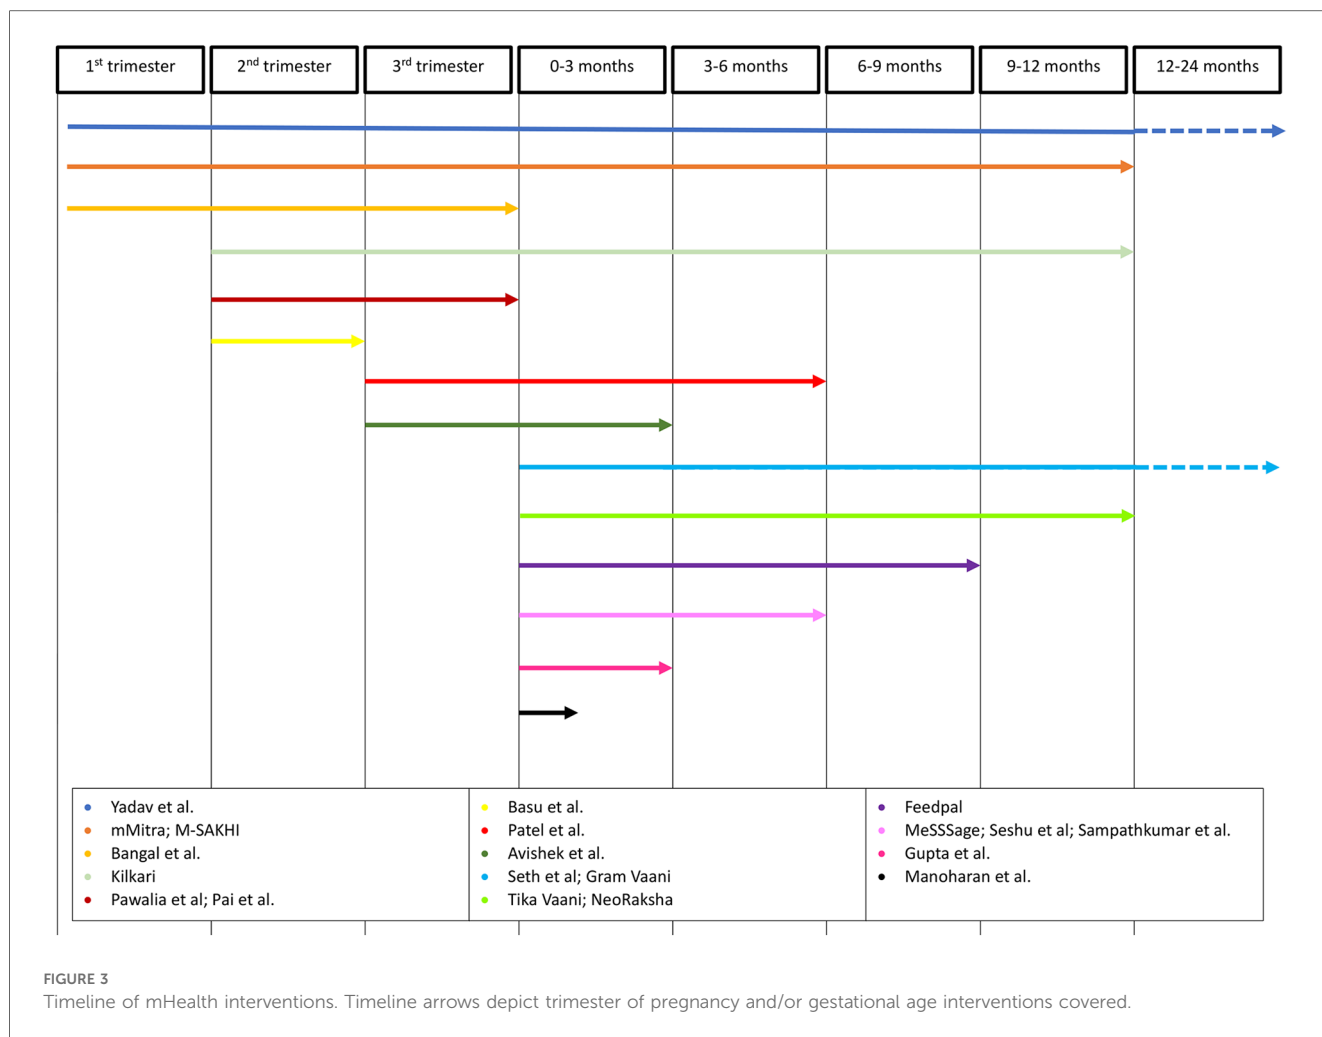 1st trimester
2nd trimester
3rd trimester
0-3 months
3-6 months
6-9 months
9-12 months
12-24 months
Yadav et al.
mMitra; M-SAKHI
Bangal et al.
Kilkari
Pawalia et al; Pai et al.
Basu et al.
Patel et al.
Avishek et al.
Seth et al; Gram Vaani
Tika Vaani; NeoRaksha
Feedpal
MeSSSage; Seshu et al; Sampathkumar et al.
Gupta et al.
Manoharan et al.
FIGURE 3
Timeline of mHealth interventions. Timeline arrows depict trimester of pregnancy and/or gestational age interventions covered.